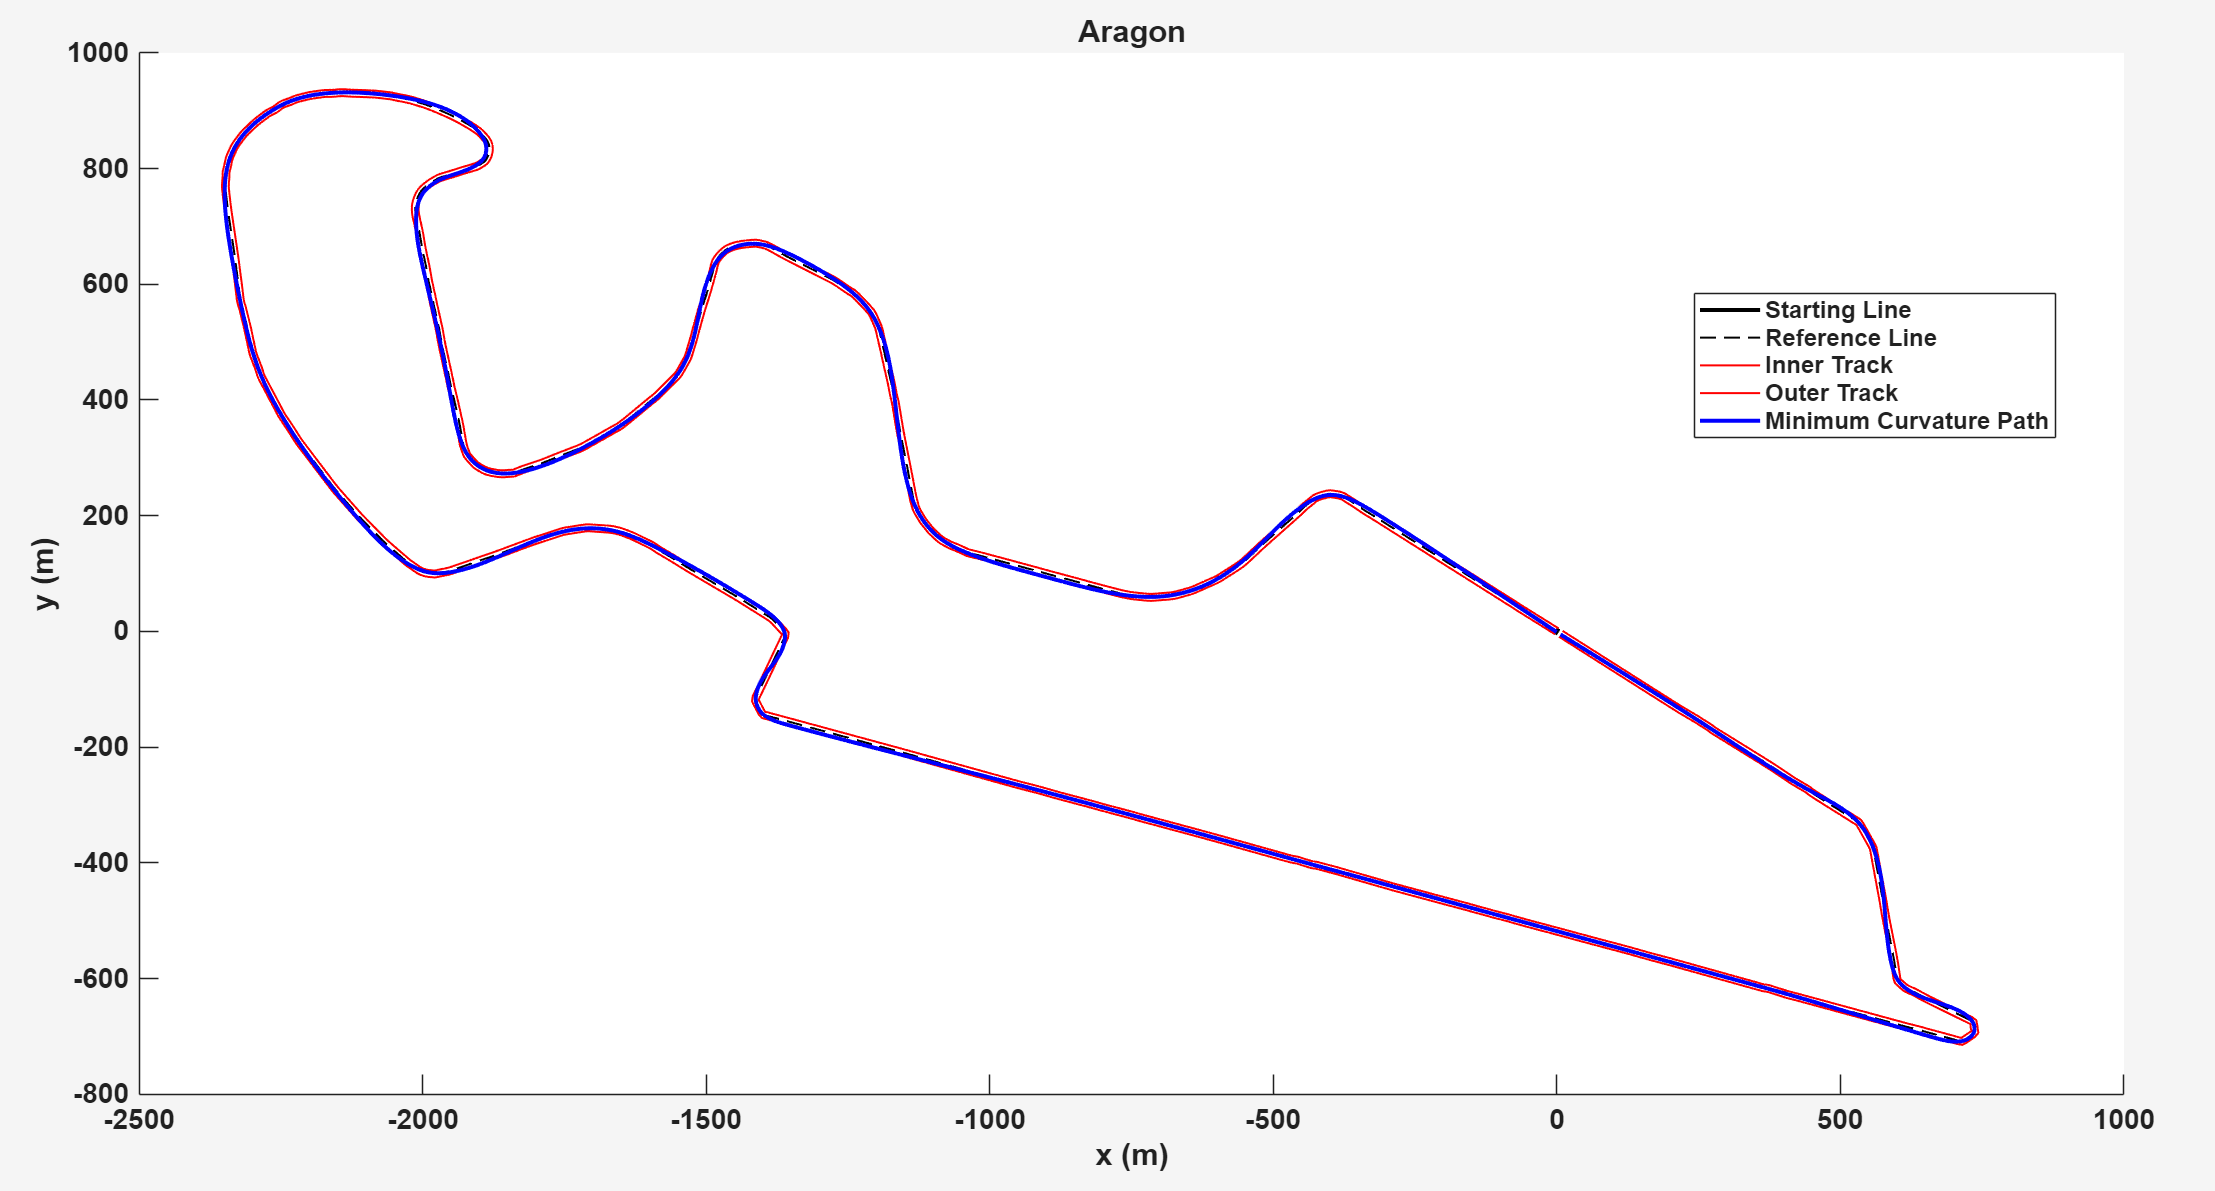 Aragon
1000
800
600
400
200
0
-200
-400
-600
-800
y (m)
Starting Line
Reference Line
Inner Track
Outer Track
Minimum Curvature Path
-2500 -2000 -1500 -1000 -500 0 500 1000
x (m)